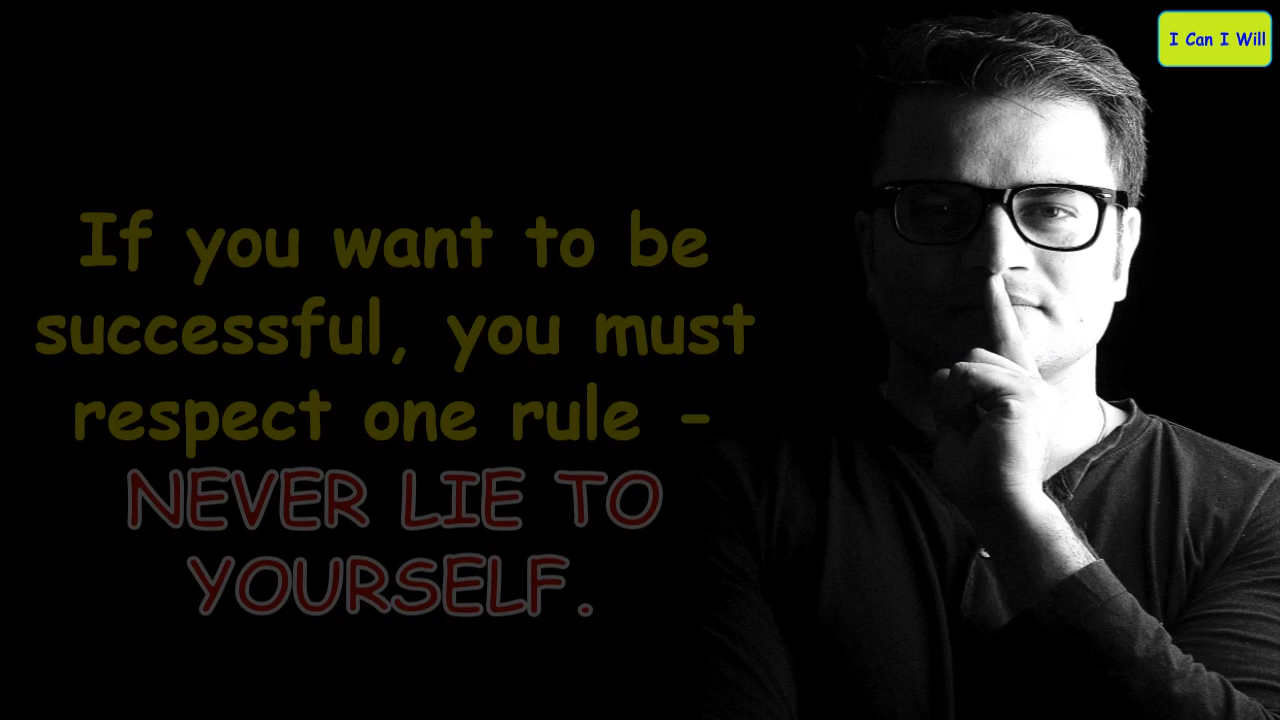 I Can I Will
If you want to be
successful, you must
respect one rule -
NEVER LIE TO
YOURSELF.